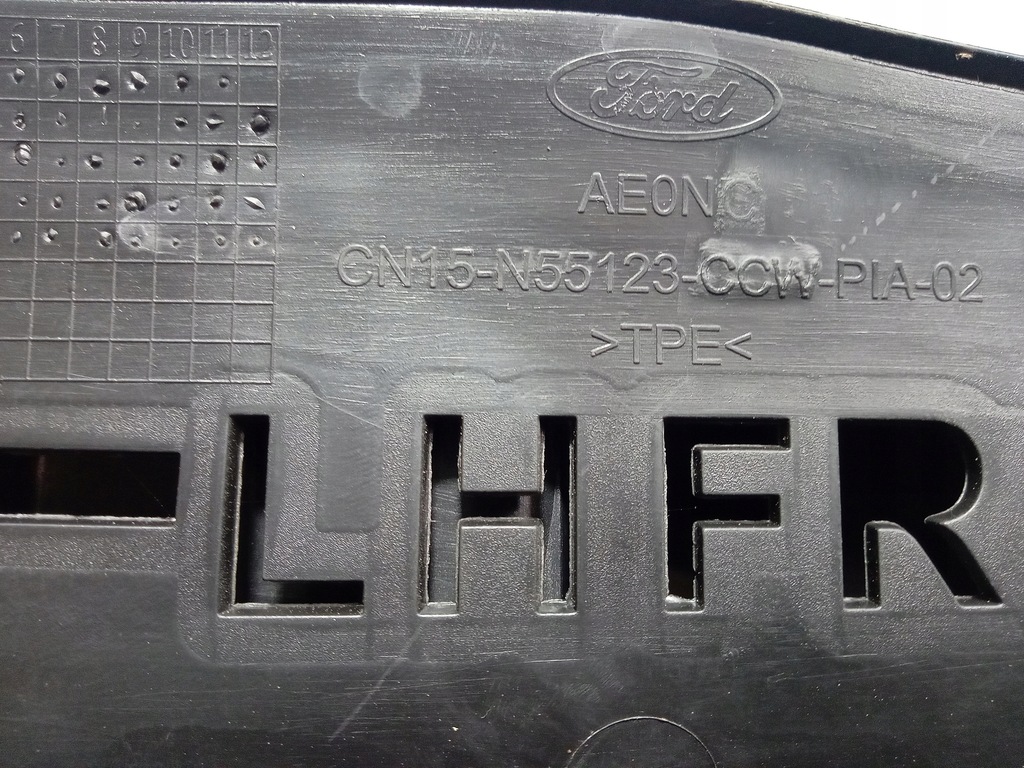 6 7 8 9 10 11 12
Ford
AE0N C
CN15-N55123-CCW-PIA-02
>TPE<
LHFR